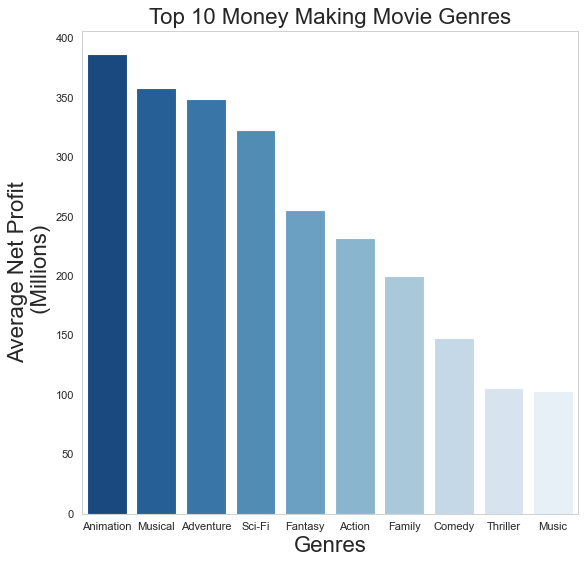 Top 10 Money Making Movie Genres
Average Net Profit
(Millions)
400
350
300
250
200
150
100
50
0
Animation Musical Adventure Sci-Fi Fantasy Action Family Comedy Thriller Music
Genres